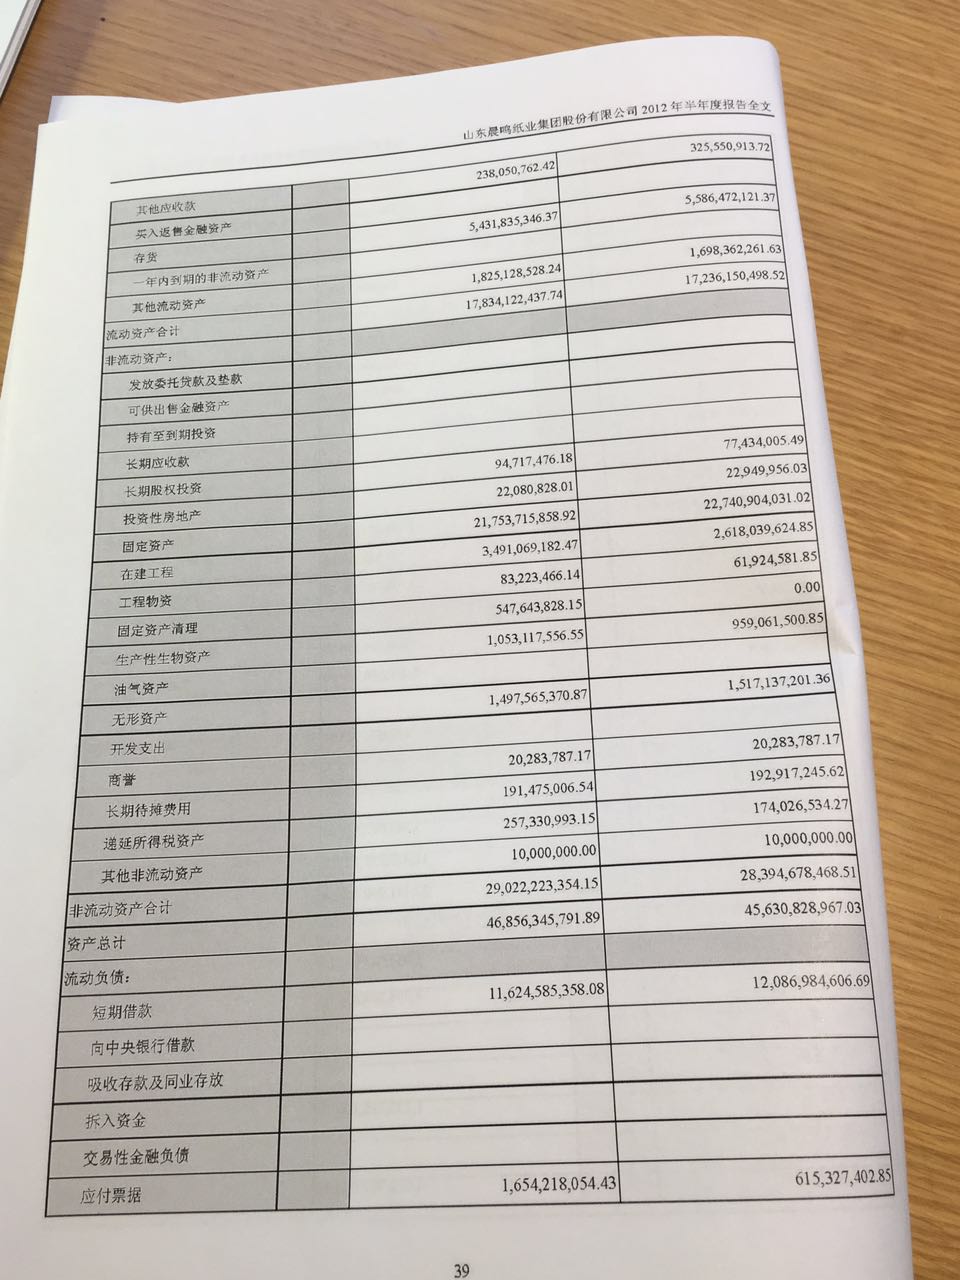 山东晨鸣纸业集团股份有限公司 2012 年半年度报告全文
其他应收款 238,050,762.42 325,550,913.72
买入返售金融资产
存货 5,431,835,346.37 5,586,472,121.37
一年内到期的非流动资产
其他流动资产 1,825,128,528.24 1,698,362,261.63
流动资产合计 17,834,122,437.74 17,236,150,498.52
非流动资产：
发放委托贷款及垫款
可供出售金融资产
持有至到期投资
长期应收款
长期股权投资 94,717,476.18 77,434,005.49
投资性房地产 22,080,828.01 22,949,956.03
固定资产 21,753,715,858.92 22,740,904,031.02
在建工程 3,491,069,182.47 2,618,039,624.85
工程物资 83,223,466.14 61,924,581.85
固定资产清理 547,643,828.15 0.00
生产性生物资产 1,053,117,556.55 959,061,500.85
油气资产
无形资产 1,497,565,370.87 1,517,137,201.36
开发支出
商誉 20,283,787.17 20,283,787.17
长期待摊费用 191,475,006.54 192,917,245.62
递延所得税资产 257,330,993.15 174,026,534.27
其他非流动资产 10,000,000.00 10,000,000.00
非流动资产合计 29,022,223,354.15 28,394,678,468.51
资产总计 46,856,345,791.89 45,630,828,967.03
流动负债：
短期借款 11,624,585,358.08 12,086,984,606.69
向中央银行借款
吸收存款及同业存放
拆入资金
交易性金融负债
应付票据 1,654,218,054.43 615,327,402.85
39